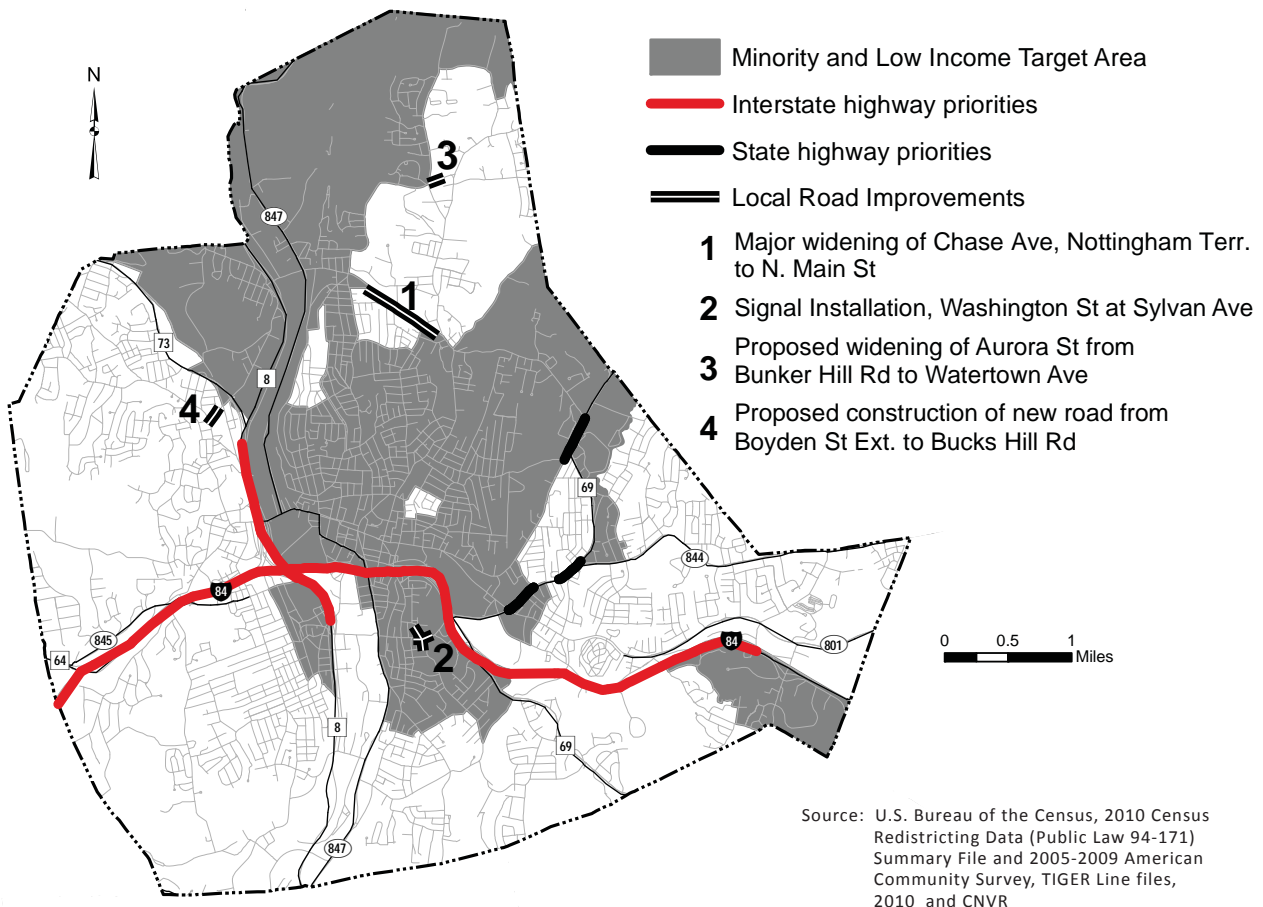 N
Minority and Low Income Target Area
Interstate highway priorities
State highway priorities
Local Road Improvements
1 Major widening of Chase Ave, Nottingham Terr.
to N. Main St
2 Signal Installation, Washington St at Sylvan Ave
3 Proposed widening of Aurora St from
Bunker Hill Rd to Watertown Ave
4 Proposed construction of new road from
Boyden St Ext. to Bucks Hill Rd
3
847
1
73
8
4
69
844
84
845
64
2
84
801
0 0.5 1
Miles
8
69
847
Source: U.S. Bureau of the Census, 2010 Census
Redistricting Data (Public Law 94-171)
Summary File and 2005-2009 American
Community Survey, TIGER Line files,
2010 and CNVR